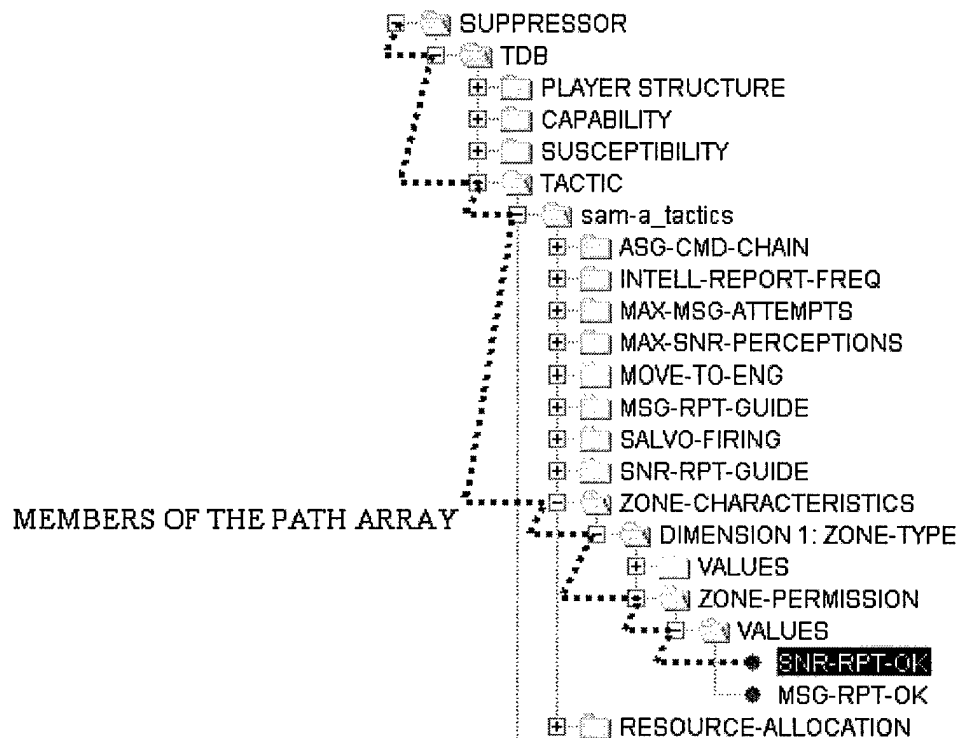 SUPPRESSOR
TDB
PLAYER STRUCTURE
CAPABILITY
SUSCEPTIBILITY
TACTIC
sam-a_tactics
ASG-CMD-CHAIN
INTELL-REPORT-FREQ
MAX-MSG-ATTEMPTS
MAX-SNR-PERCEPTIONS
MOVE-TO-ENG
MSG-RPT-GUIDE
SALVO-FIRING
SNR-RPT-GUIDE
ZONE-CHARACTERISTICS
MEMBERS OF THE PATH ARRAY
DIMENSION 1: ZONE-TYPE
VALUES
ZONE-PERMISSION
VALUES
SNR-RPT-OK
MSG-RPT-OK
RESOURCE-ALLOCATION